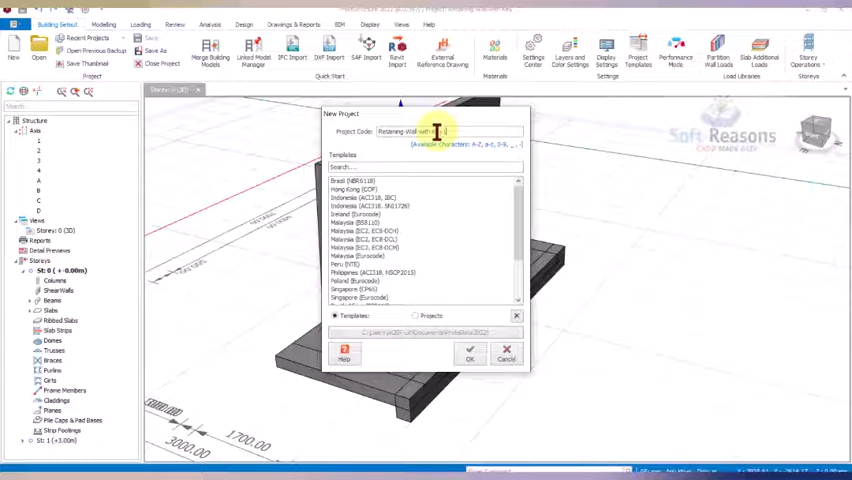 Building Setout Modelling Loading Review Analysis Design Drawings & Reports BIM Display Views Help
New
Open
Recent Projects
Open Previous Backup
Save Thumbnail
Save
Save As
Close Project
Project
Merge Building Models
Linked Model Manager
IFC Import
DXF Import
SAF Import
Revit Import
External Reference Drawing
Quick Start
Materials
Materials
Settings Center
Layers and Color Settings
Display Settings
Project Templates
Performance Mode
Settings
Partition Wall Loads
Slab Additional Loads
Load Libraries
Storey Operations
Storeys
Storey: 0 (3D)
Structure
Axis
1
2
3
4
A
B
C
D
Views
Storey: 0 (3D)
Reports
Detail Previews
Storeys
St: 0 ( +-0.00m)
Columns
ShearWalls
Beams
Slabs
Ribbed Slabs
Slab Strips
Domes
Trusses
Braces
Purlins
Girts
Frame Members
Claddings
Planes
Pile Caps & Pad Bases
Strip Footings
St: 1 (+3.00m)
New Project
Project Code:
(Available Characters: A-Z, a-z, 0-9, _, -)
Templates
Search...
Brazil (NBR6118)
Hong Kong (COP)
Indonesia (ACI318, IBC)
Indonesia (ACI318, SNI1726)
Ireland (Eurocode)
Malaysia (BS8110)
Malaysia (EC2, EC8-DCH)
Malaysia (EC2, EC8-DCL)
Malaysia (EC2, EC8-DCM)
Malaysia (Eurocode)
Peru (NTE)
Philippines (ACI318, NSCP2015)
Poland (Eurocode)
Singapore (CP65)
Singapore (Eurocode)
Templates:
Projects
Help
OK
Cancel
Soft Reasons
3000.00
1700.00